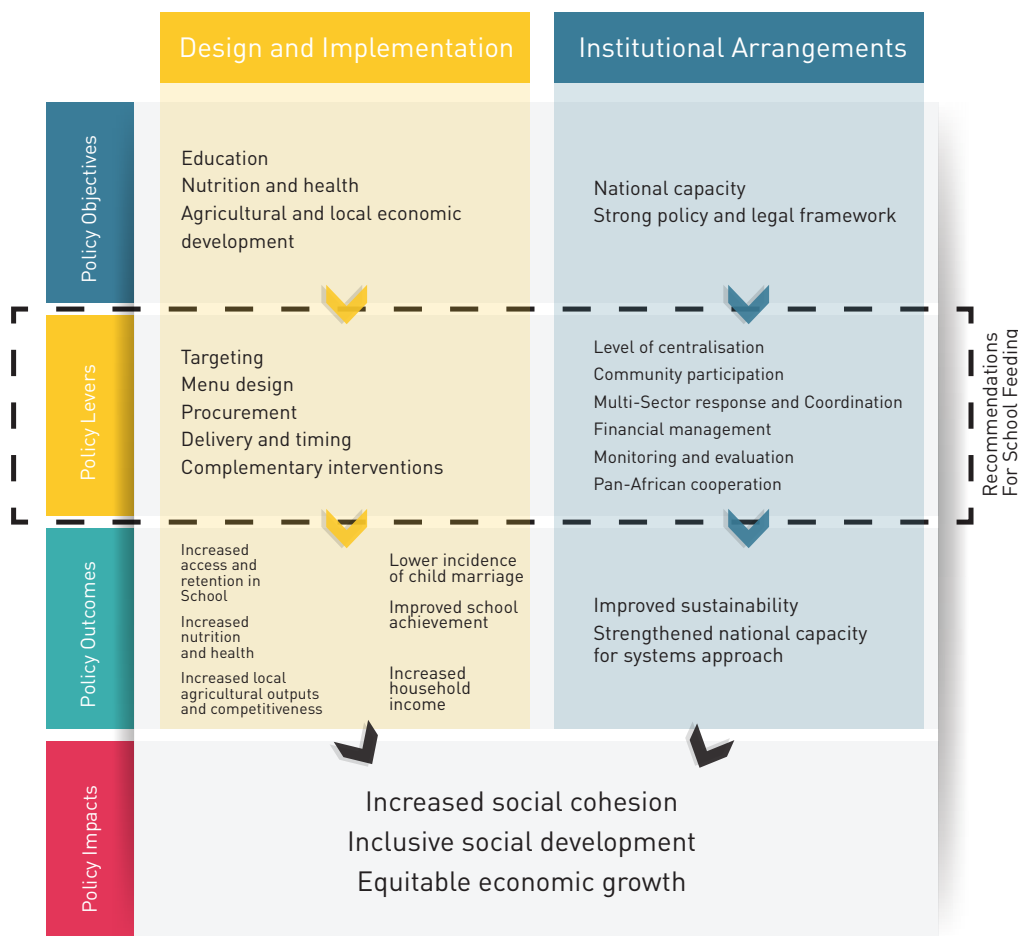 Design and Implementation
Institutional Arrangements
Policy Objectives
Education
Nutrition and health
Agricultural and local economic
development
National capacity
Strong policy and legal framework
Policy Levers
Targeting
Menu design
Procurement
Delivery and timing
Complementary interventions
Level of centralisation
Community participation
Multi-Sector response and Coordination
Financial management
Monitoring and evaluation
Pan-African cooperation
Recommendations
For School Feeding
Policy Outcomes
Increased
access and
retention in
School
Increased
nutrition
and health
Increased local
agricultural outputs
and competitiveness
Lower incidence
of child marriage
Improved school
achievement
Increased
household
income
Improved sustainability
Strengthened national capacity
for systems approach
Policy Impacts
Increased social cohesion
Inclusive social development
Equitable economic growth